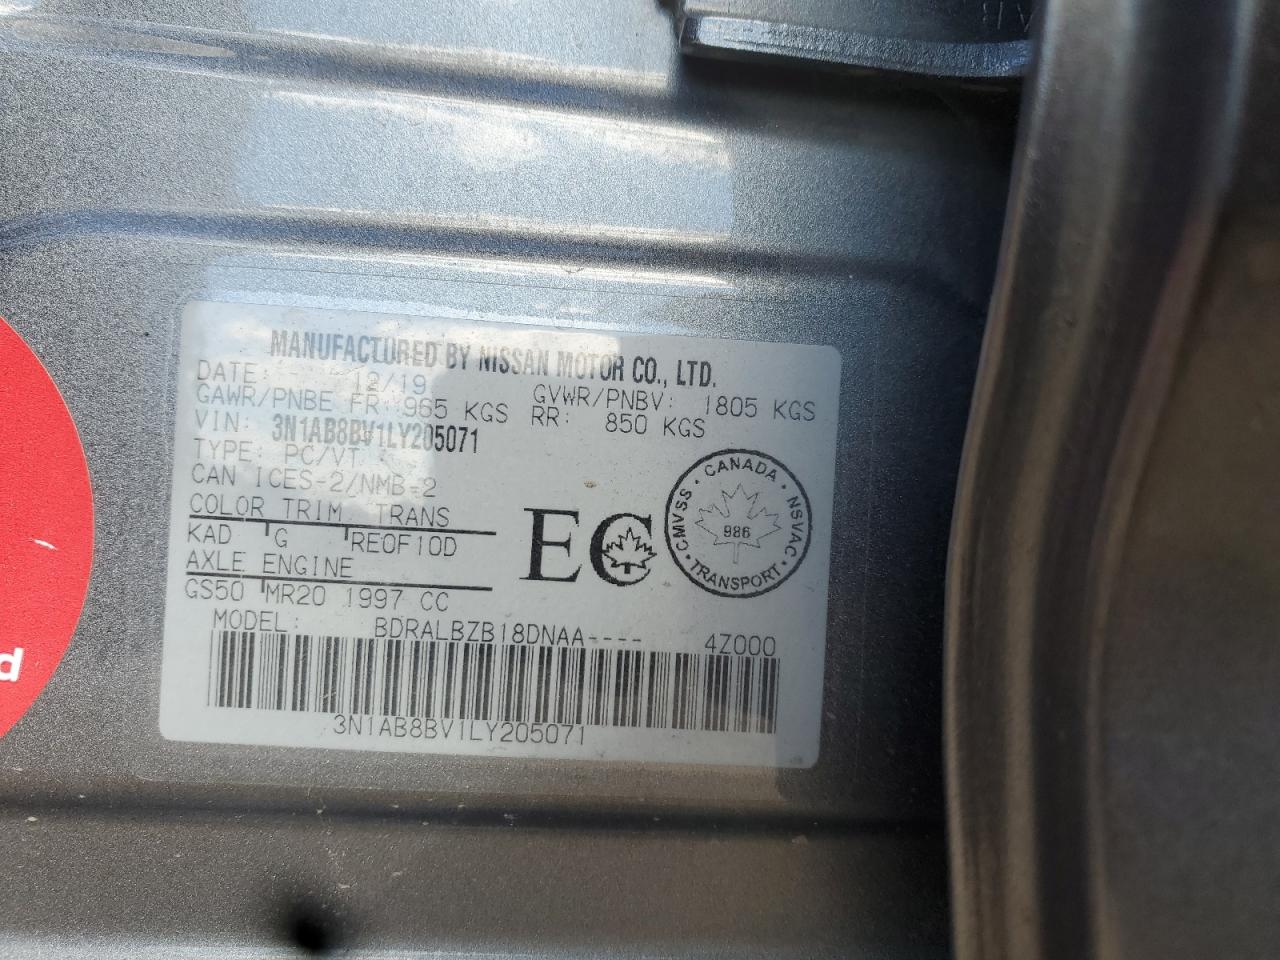 MANUFACTURED BY NISSAN MOTOR CO., LTD.
DATE: 12/19 GVWR/PNBV: 1805 KGS
GAWR/PNBE FR: 965 KGS RR: 850 KGS
VIN: 3N1AB8BV1LY205071
TYPE: PC/VT
CAN ICES-2/NMB-2
COLOR TRIM TRANS
KAD G RE0F10D
AXLE ENGINE
GS50 MR20 1997 CC
EC
CANADA
CMVSS 986 NSVAC
TRANSPORT
MODEL: BDRALBZB18DNAA---- 4Z000
3N1AB8BV1LY205071
d